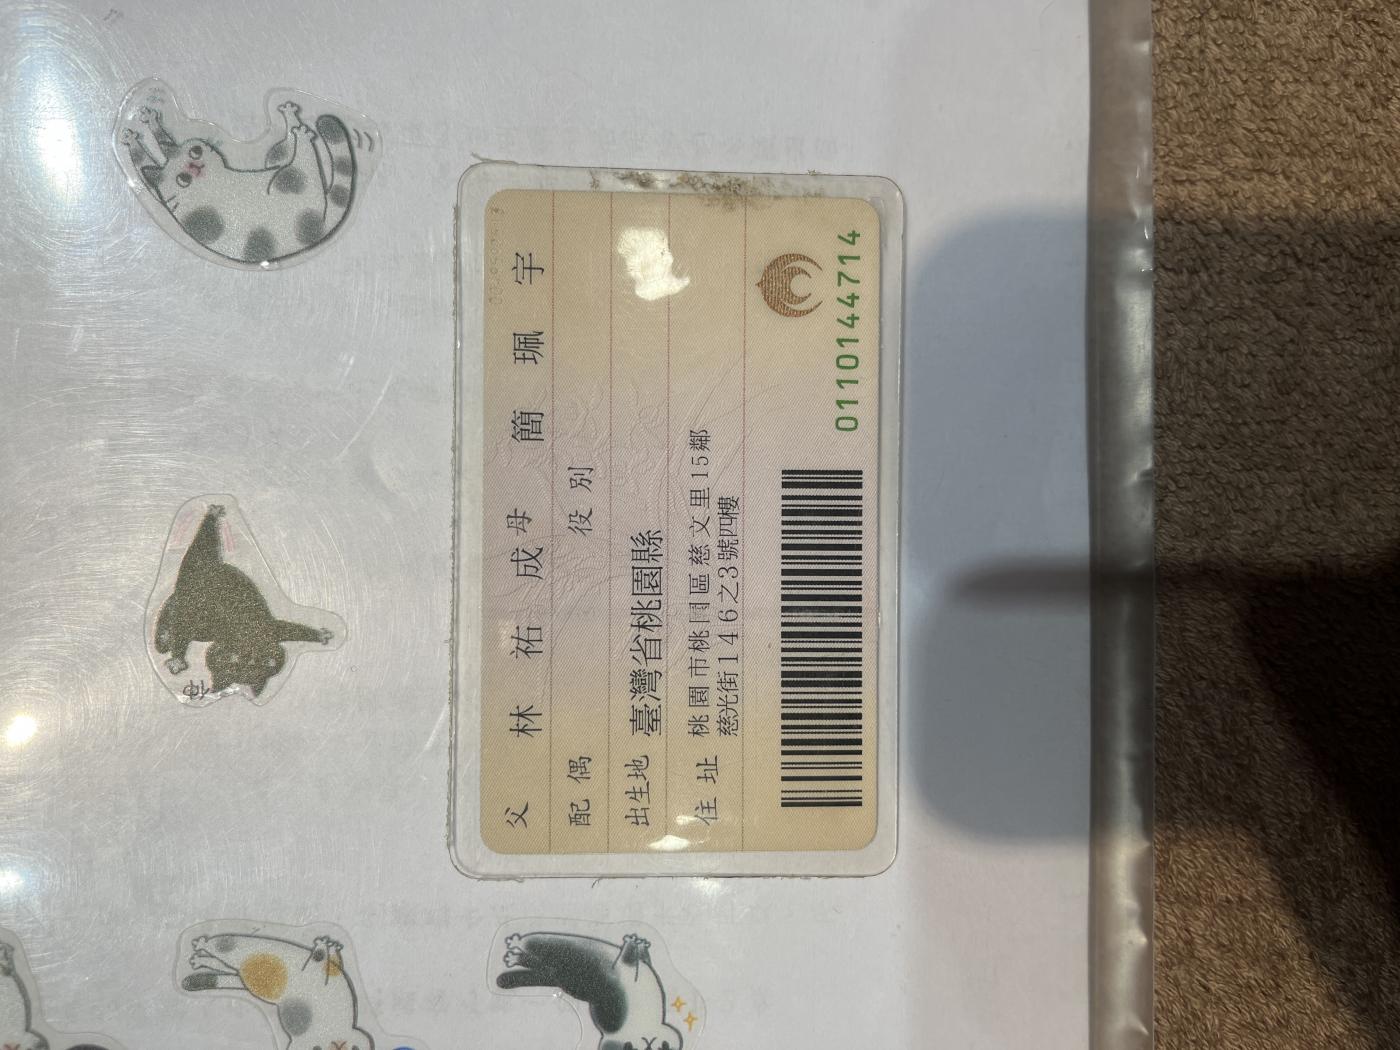 父 林祐成 母 簡珮宇
配偶 役別
出生地 臺灣省桃園縣
住址 桃園市桃園區慈文里15鄰
慈光街146之3號四樓
0110144714